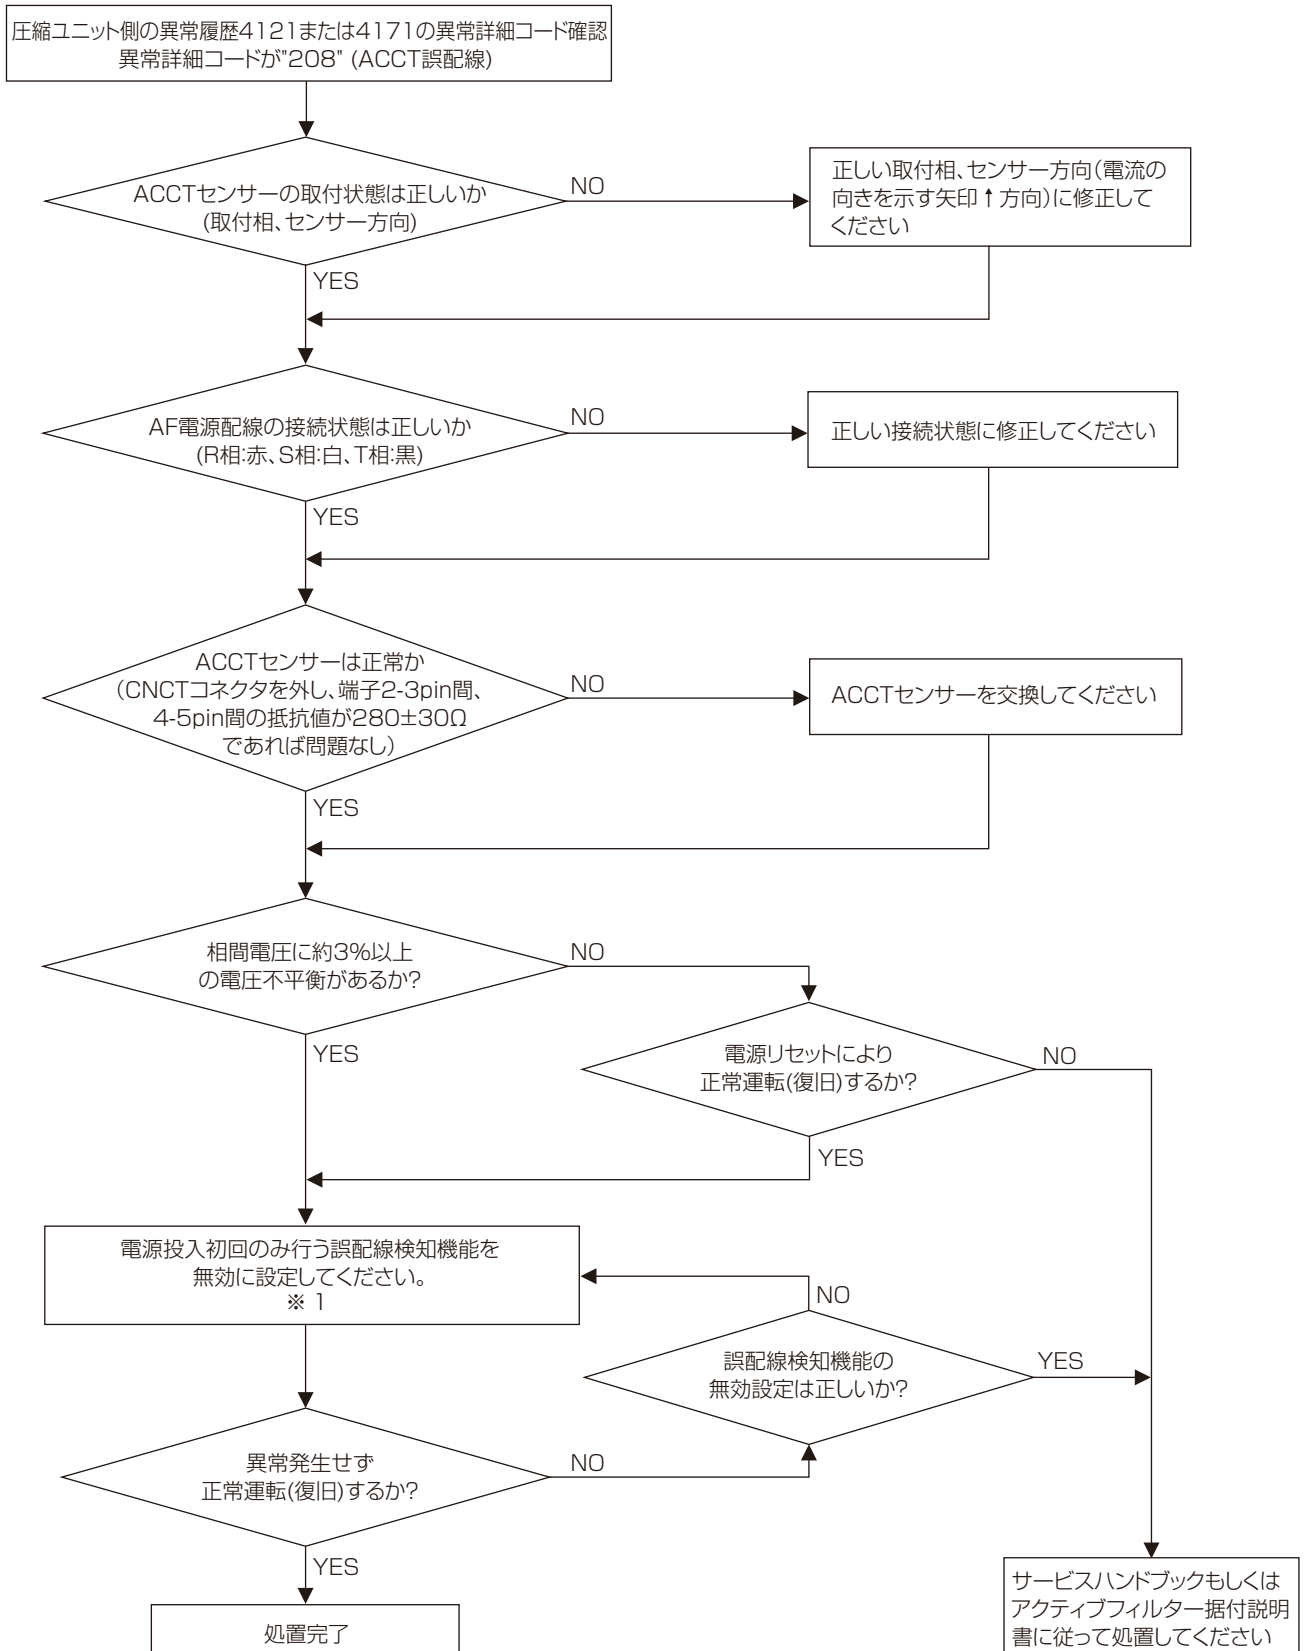 圧縮ユニット側の異常履歴4121または4171の異常詳細コード確認
異常詳細コードが"208" (ACCT誤配線)
ACCTセンサーの取付状態は正しいか
(取付相、センサー方向)
NO
正しい取付相、センサー方向(電流の
向きを示す矢印↑方向)に修正して
ください
YES
AF電源配線の接続状態は正しいか
(R相:赤、S相:白、T相:黒)
NO
正しい接続状態に修正してください
YES
ACCTセンサーは正常か
(CNCTコネクタを外し、端子2-3pin間、
4-5pin間の抵抗値が280±30Ω
であれば問題なし)
NO
ACCTセンサーを交換してください
YES
相間電圧に約3%以上
の電圧不平衡があるか?
NO
YES
電源リセットにより
正常運転(復旧)するか?
NO
YES
電源投入初回のみ行う誤配線検知機能を
無効に設定してください。
※1
NO
誤配線検知機能の
無効設定は正しいか?
YES
異常発生せず
正常運転(復旧)するか?
NO
YES
処置完了
サービスハンドブックもしくは
アクティブフィルター据付説明
書に従って処置してください